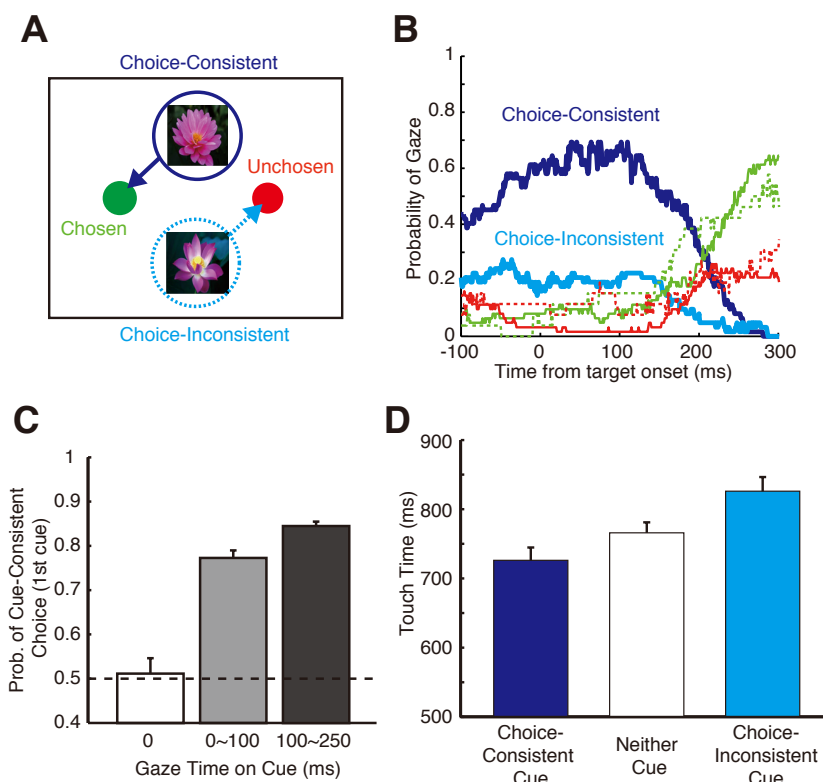 A
Choice-Consistent
Unchosen
Chosen
Choice-Inconsistent
B
1
0.8
0.6
0.4
0.2
0
Probability of Gaze
Choice-Consistent
Choice-Inconsistent
-100 0 100 200 300
Time from target onset (ms)
C
1
0.9
0.8
0.7
0.6
0.5
0.4
Prob. of Cue-Consistent
Choice (1st cue)
0 0~100 100~250
Gaze Time on Cue (ms)
D
900
800
700
600
500
Touch Time (ms)
Choice-
Consistent
Cue
Neither
Cue
Choice-
Inconsistent
Cue